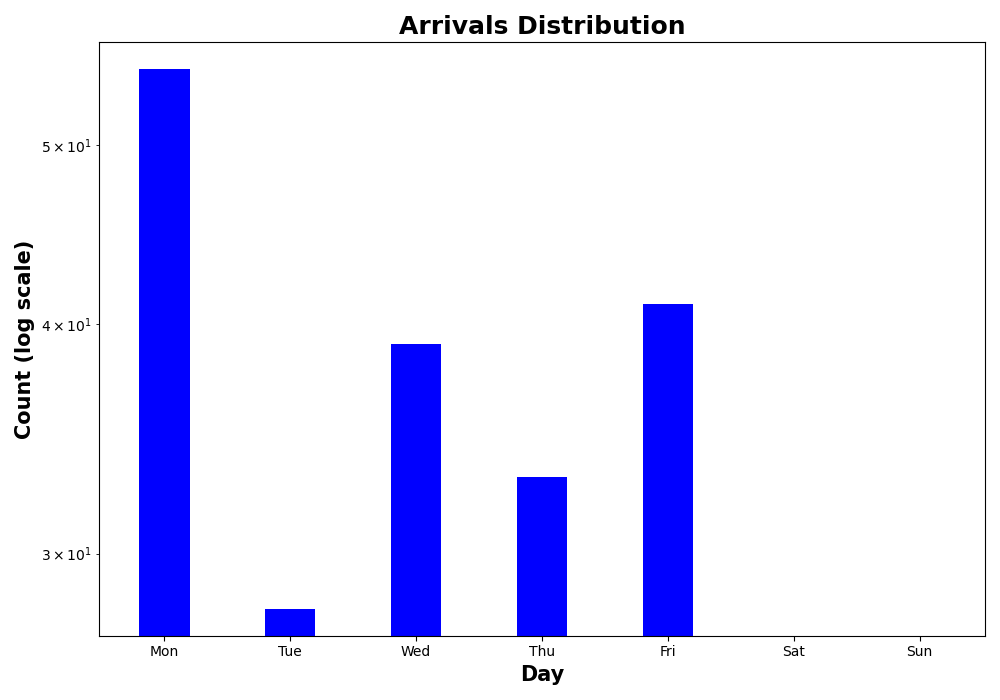 Arrivals Distribution
Count (log scale)
5 × 10¹
4 × 10¹
3 × 10¹
Mon Tue Wed Thu Fri Sat Sun
Day